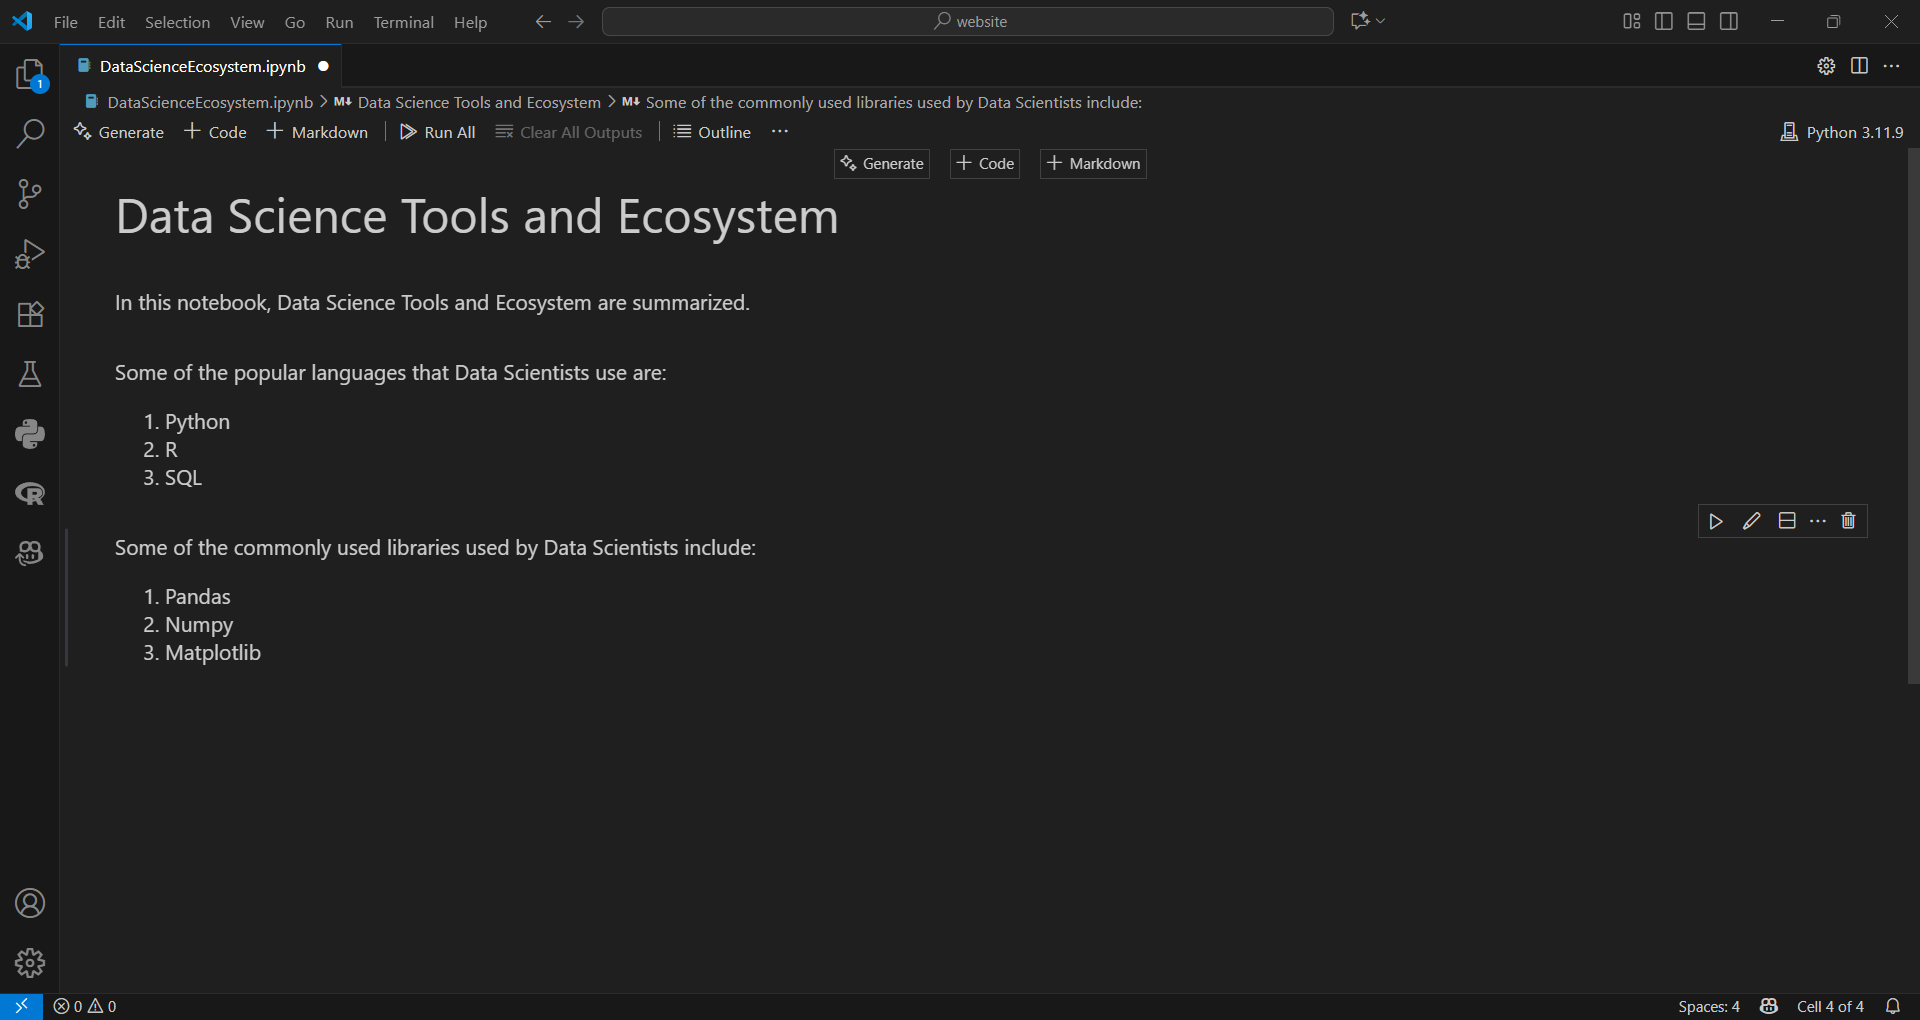 File Edit Selection View Go Run Terminal Help website
1
DataScienceEcosystem.ipynb
DataScienceEcosystem.ipynb > M↓ Data Science Tools and Ecosystem > M↓ Some of the commonly used libraries used by Data Scientists include:
Generate + Code + Markdown | Run All Clear All Outputs | Outline ··· Python 3.11.9
Generate + Code + Markdown
Data Science Tools and Ecosystem
In this notebook, Data Science Tools and Ecosystem are summarized.
Some of the popular languages that Data Scientists use are:
1. Python
2. R
3. SQL
Some of the commonly used libraries used by Data Scientists include:
1. Pandas
2. Numpy
3. Matplotlib
0 0 Spaces: 4 Cell 4 of 4